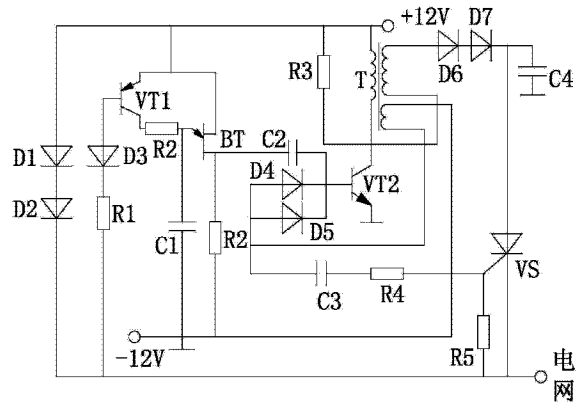 +12V
D7
D6
C4
R3
T
VT1
R2
BT
C2
D1
D3
D4
VT2
D2
R1
C1
R2
D5
C3
R4
VS
R5
-12V
电网